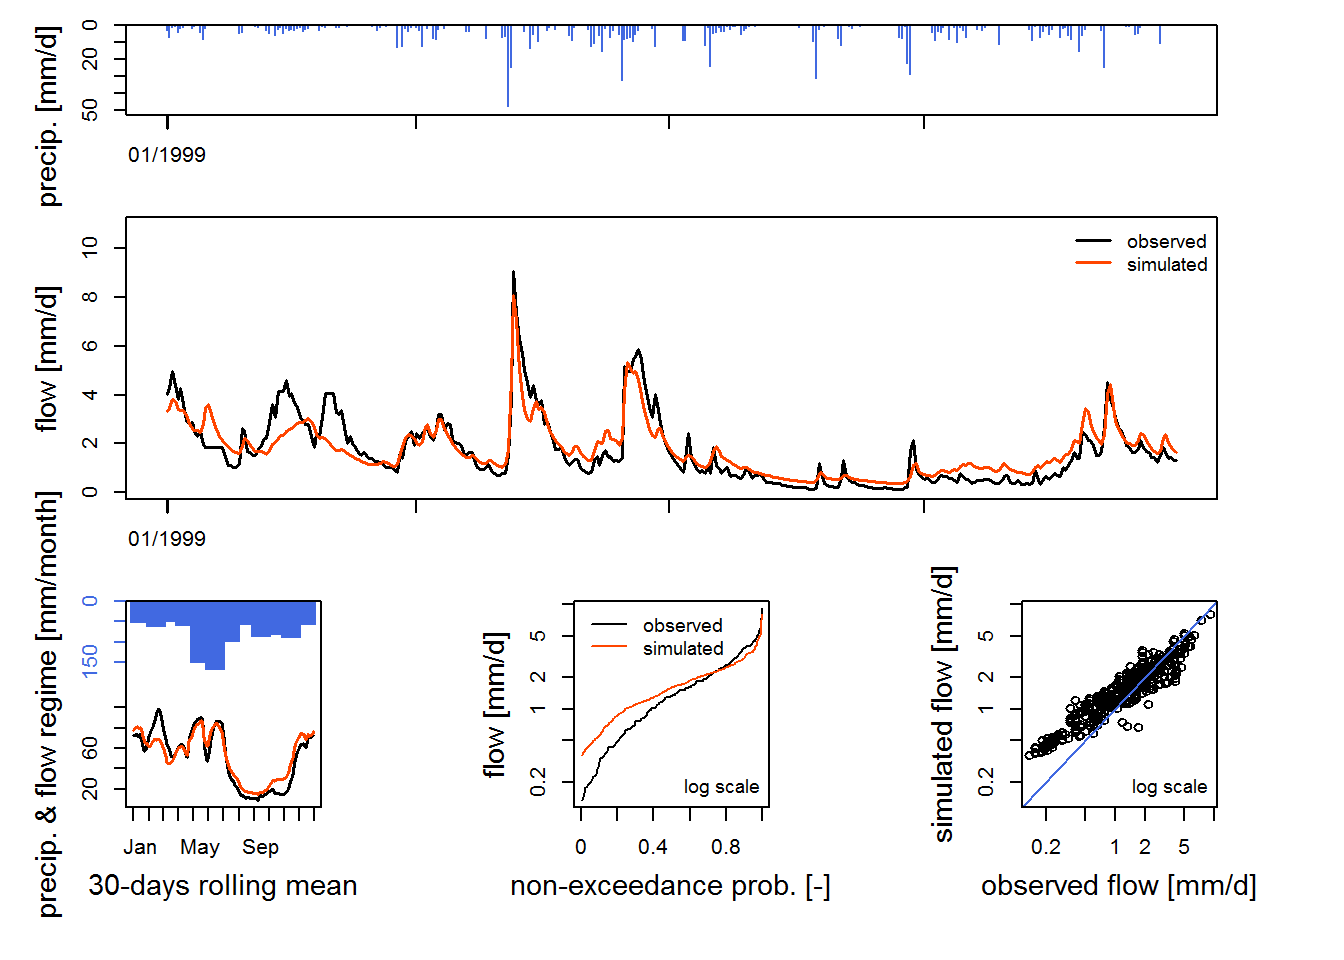 precip. [mm/d]
0
20
50
01/1999
flow [mm/d]
10
8
6
4
2
0
observed
simulated
01/1999
precip. & flow regime [mm/month]
0
150
60
20
Jan May Sep
30-days rolling mean
flow [mm/d]
5
2
1
0.2
observed
simulated
log scale
0 0.4 0.8
non-exceedance prob. [-]
simulated flow [mm/d]
5
2
1
0.2
log scale
0.2 1 2 5
observed flow [mm/d]